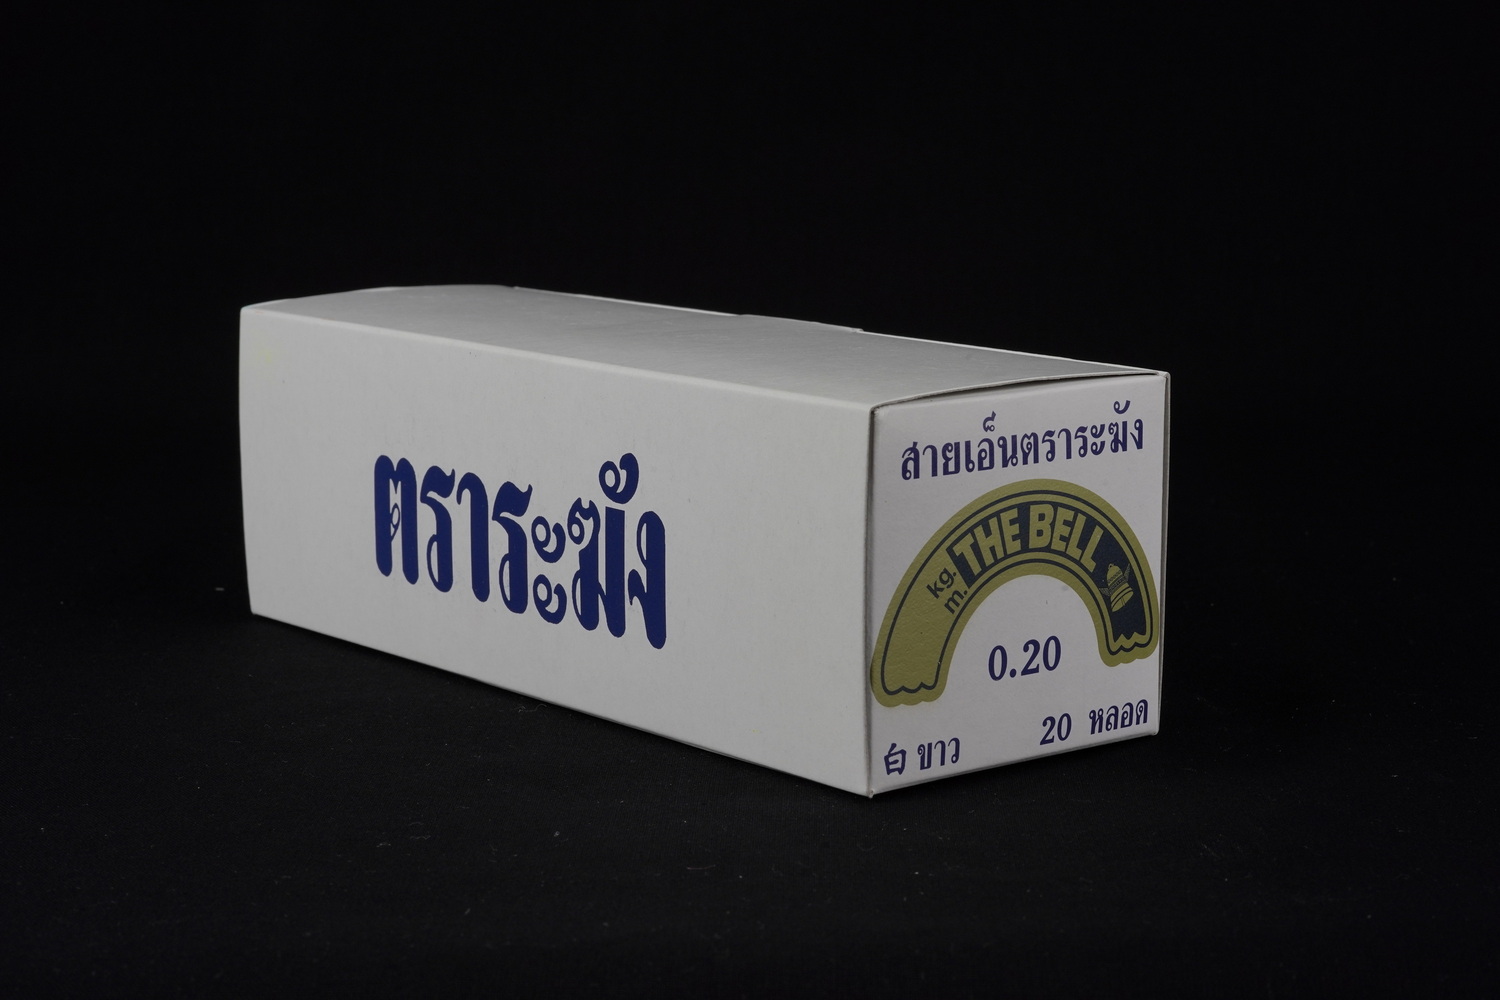 ตราระฆัง
สายเอ็นตราระฆัง
THE BELL
kg.
m.
0.20
20 หลอด
白 ขาว